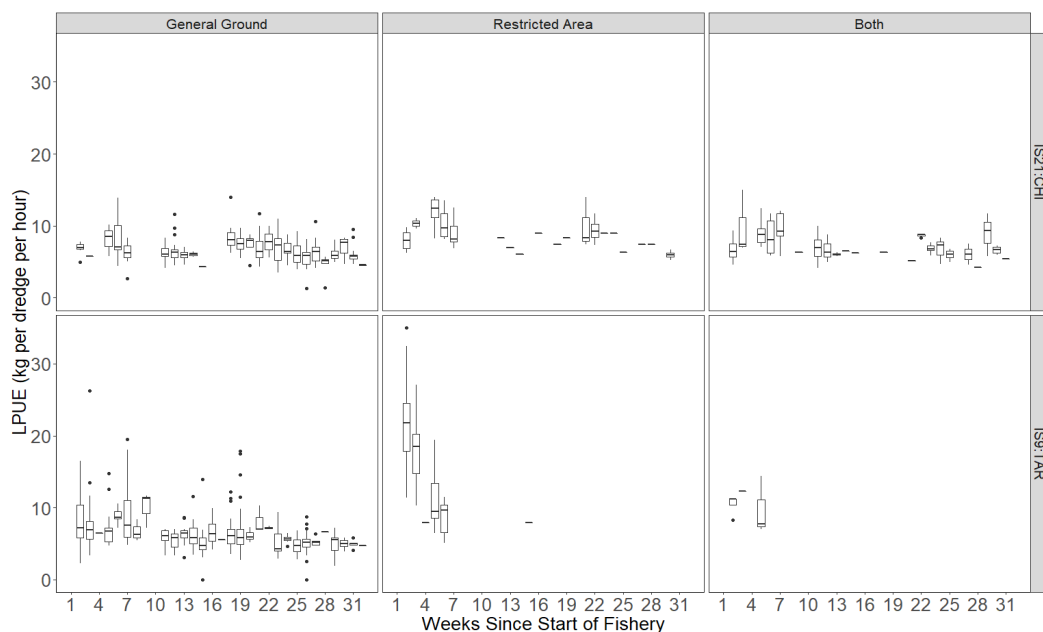 General Ground Restricted Area Both
30
20
10
0
IS21:CHI
30
20
10
0
IS9:TAR
LPUE (kg per dredge per hour)
1 4 7 10 13 16 19 22 25 28 31 1 4 7 10 13 16 19 22 25 28 31 1 4 7 10 13 16 19 22 25 28 31
Weeks Since Start of Fishery